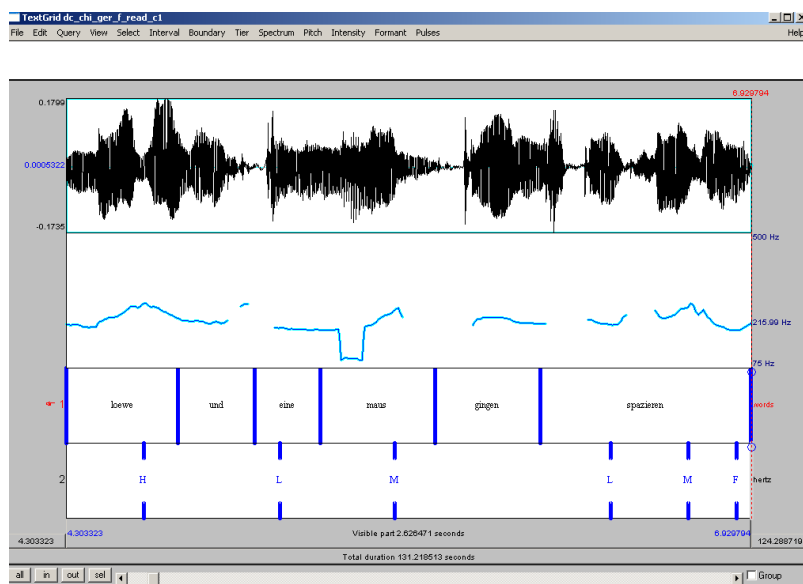 TextGrid dc_chi_ger_f_read_c1
File Edit Query View Select Interval Boundary Tier Spectrum Pitch Intensity Formant Pulses Help
6.929794
0.1799
0.0005322
-0.1735
500 Hz
215.99 Hz
75 Hz
1 loewe und eine maus gingen spazieren words
2 H L M L M F hertz
4.303323 4.303323 Visible part 2.626471 seconds 6.929794 124.288719
Total duration 131.218513 seconds
all in out sel Group